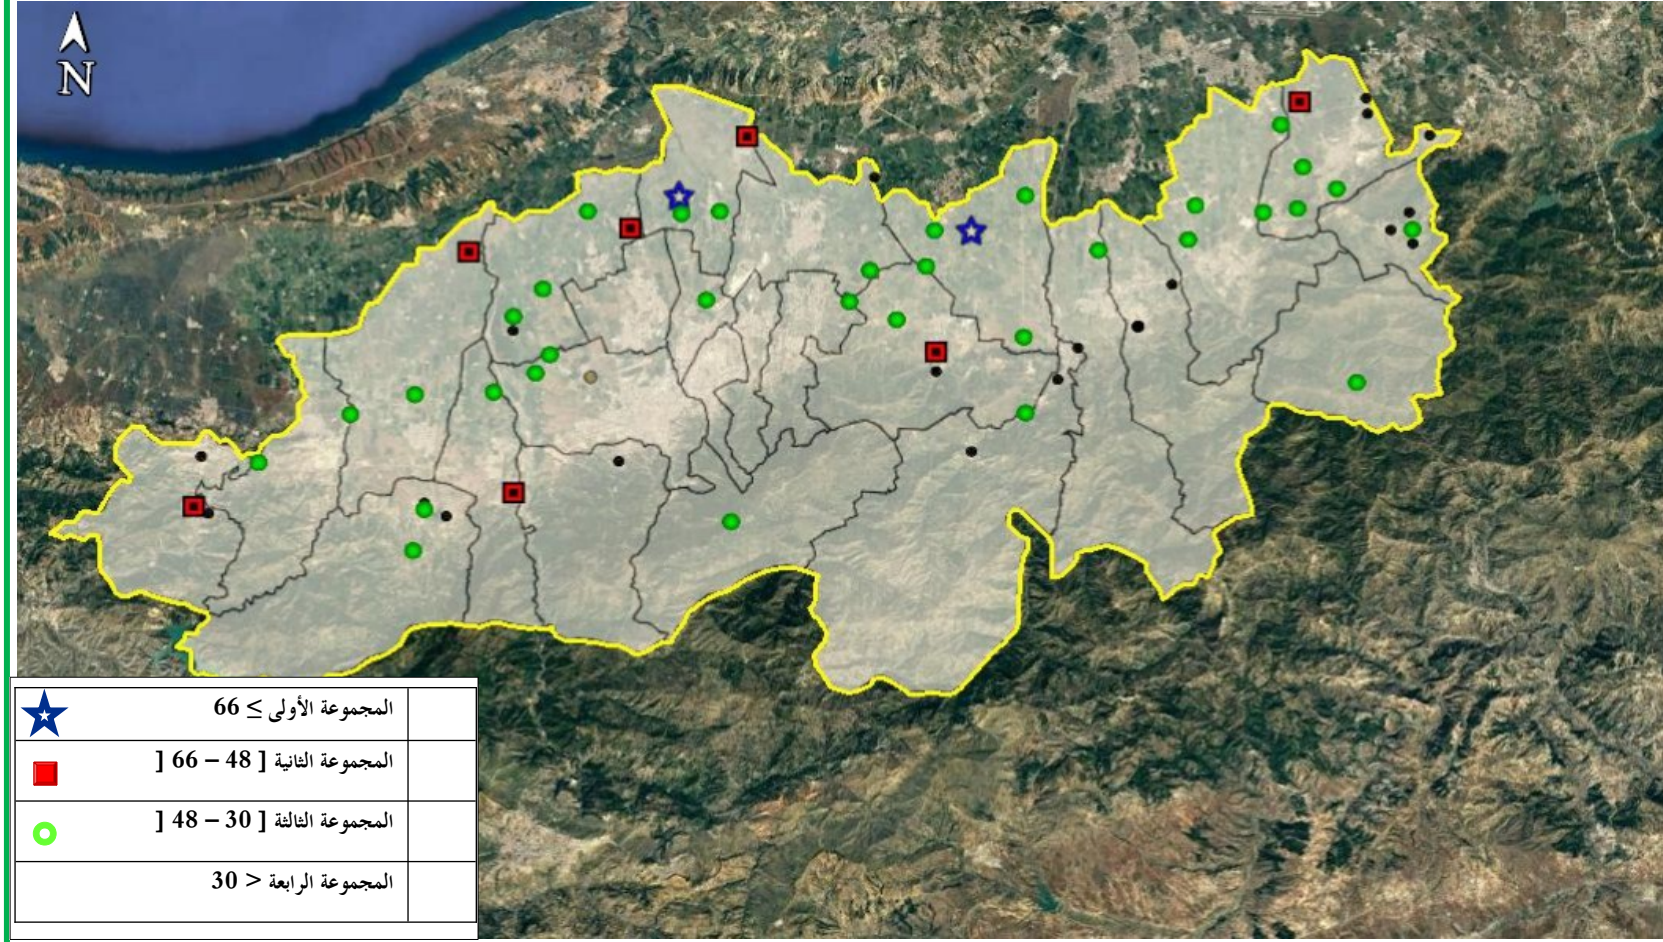 N
المجموعة الأولى ≥ 66
المجموعة الثانية [ 48 – 66 [
المجموعة الثالثة [ 30 – 48 [
المجموعة الرابعة < 30